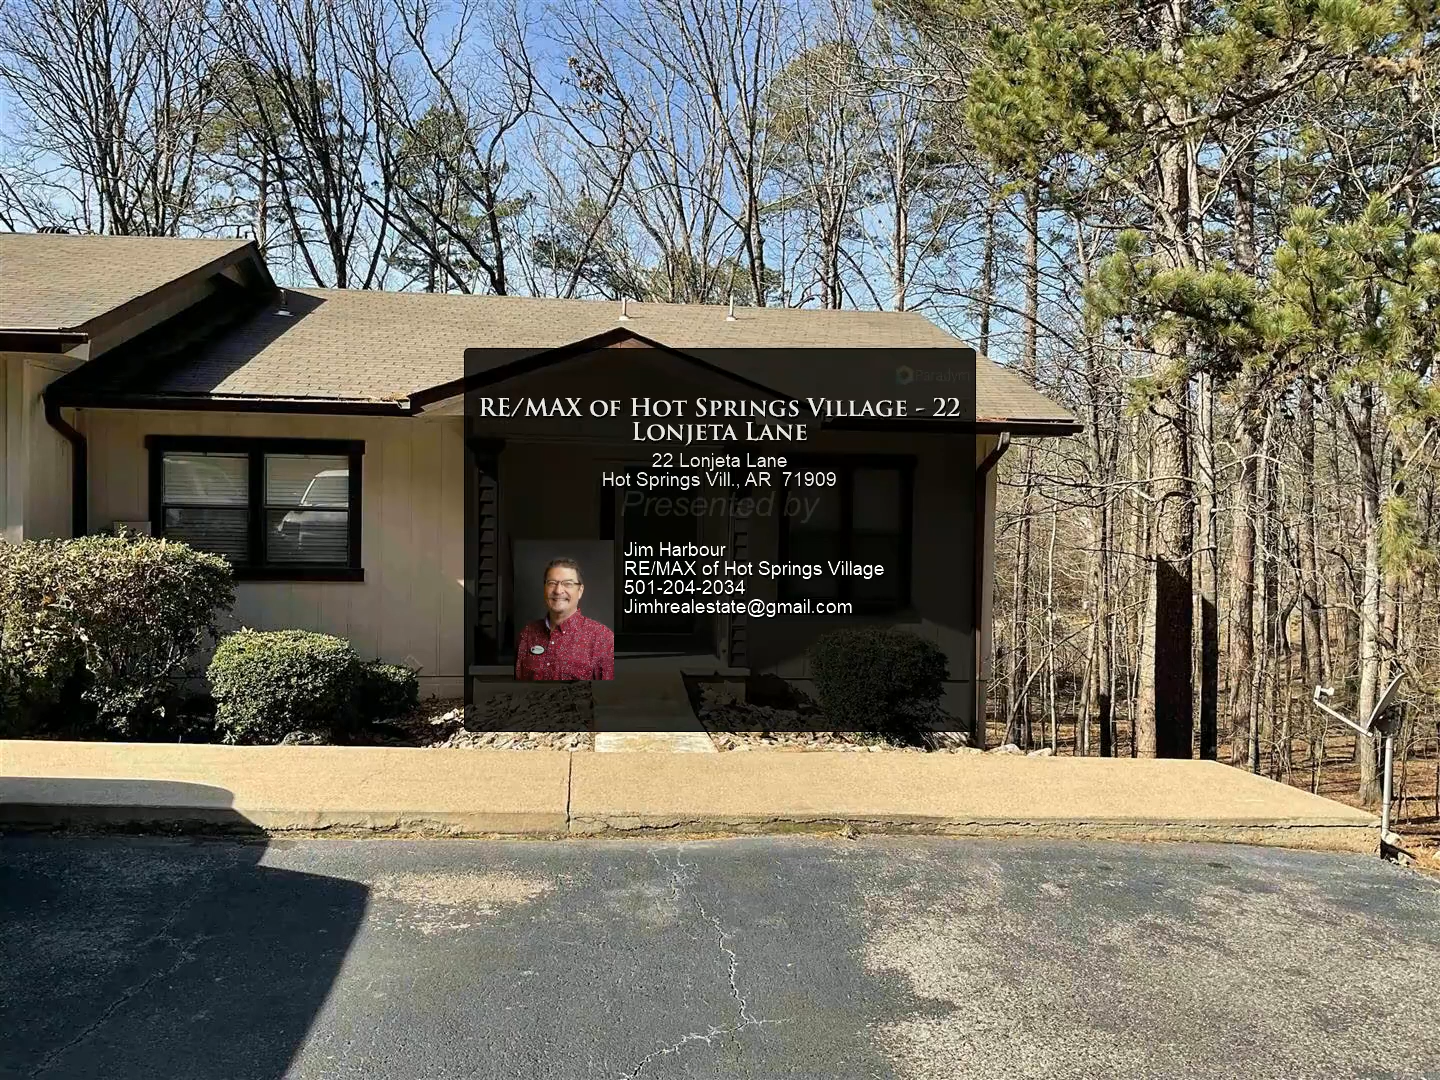 Paradym
RE/MAX of Hot Springs Village - 22
Lonjeta Lane
22 Lonjeta Lane
Hot Springs Vill., AR 71909
Presented by
Jim Harbour
RE/MAX of Hot Springs Village
501-204-2034
Jimhrealestate@gmail.com